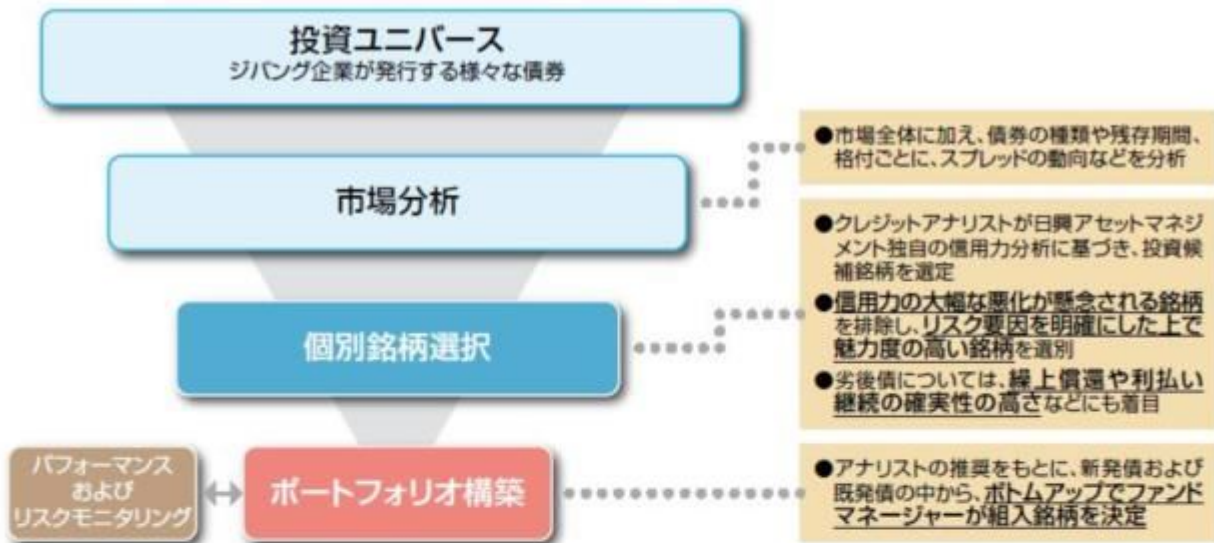 投資ユニバース
ジパング企業が発行する様々な債券
市場分析
●市場全体に加え、債券の種類や残存期間、
格付ごとに、スプレッドの動向などを分析
個別銘柄選択
●クレジットアナリストが日興アセットマネジ
メント独自の信用力分析に基づき、投資候
補銘柄を選定
●信用力の大幅な悪化が懸念される銘柄
を排除し、リスク要因を明確にした上で
魅力度の高い銘柄を選別
●劣後債については、繰上償還や利払い
継続の確実性の高さなどにも着目
パフォーマンス
および
リスクモニタリング
ポートフォリオ構築
●アナリストの推奨をもとに、新発債および
既発債の中から、ボトムアップでファンド
マネージャーが組入銘柄を決定